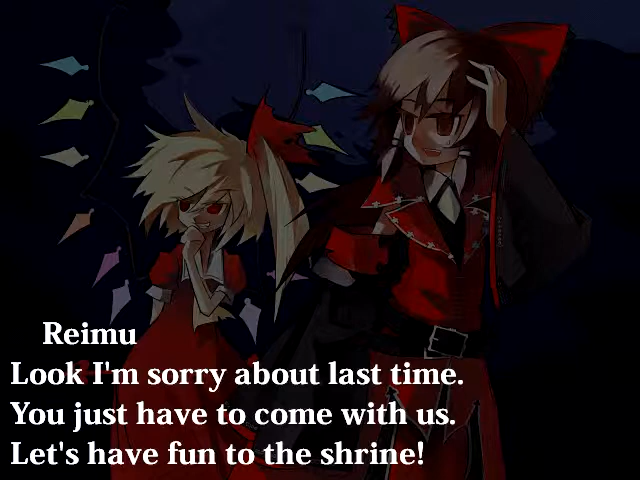 Reimu
Look I'm sorry about last time.
You just have to come with us.
Let's have fun to the shrine!